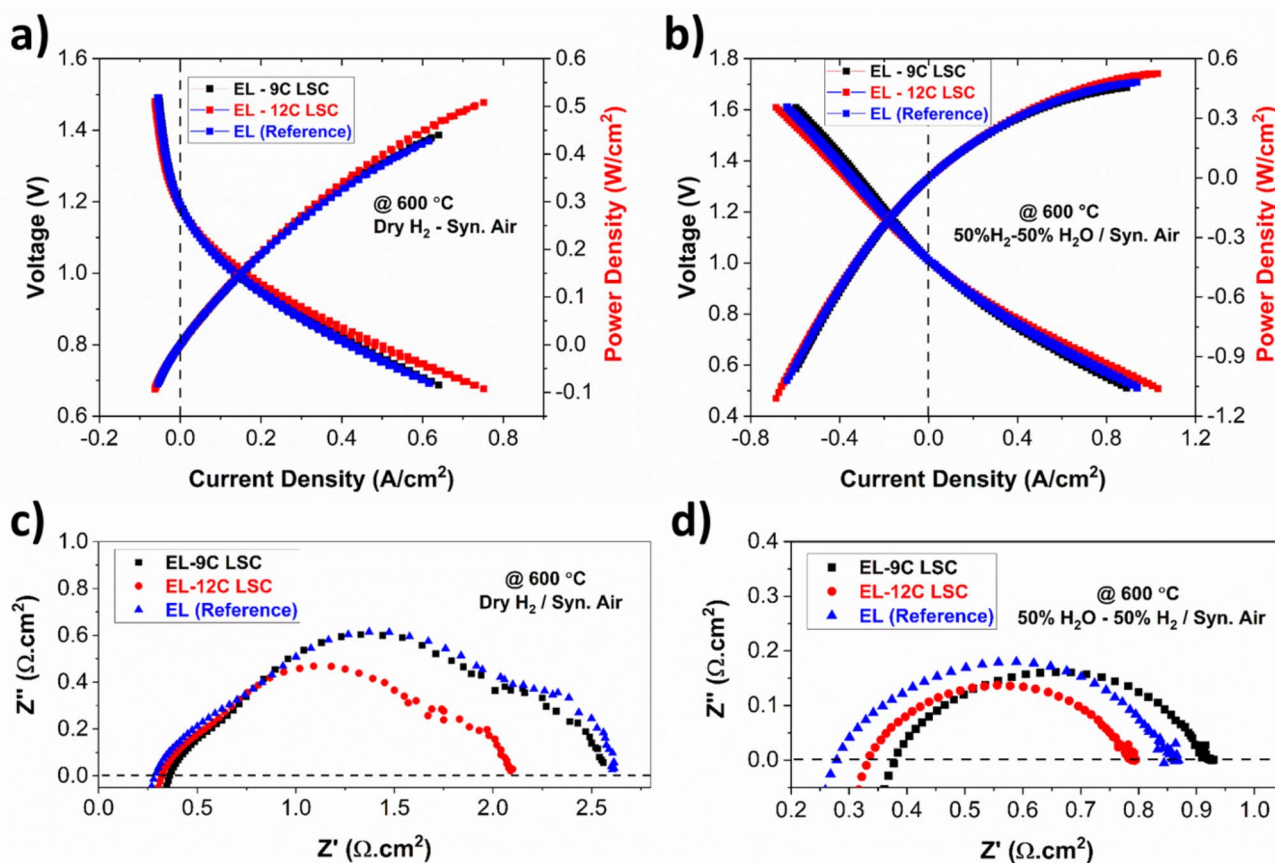 a)
Voltage (V)
1.6
1.4
1.2
1.0
0.8
0.6
-0.2
0.0
0.2
0.4
0.6
0.8
EL - 9C LSC
EL - 12C LSC
EL (Reference)
@ 600 °C
Dry H₂ - Syn. Air
0.6
0.5
0.4
0.3
0.2
0.1
0.0
-0.1
Power Density (W/cm²)
Current Density (A/cm²)
b)
Voltage (V)
1.8
1.6
1.4
1.2
1.0
0.8
0.6
0.4
-0.8
-0.4
0.0
0.4
0.8
1.2
EL - 9C LSC
EL - 12C LSC
EL (Reference)
@ 600 °C
50%H₂-50% H₂O / Syn. Air
0.6
0.3
0.0
-0.3
-0.6
-0.9
-1.2
Power Density (W/cm²)
Current Density (A/cm²)
c)
Z'' (Ω.cm²)
1.0
0.8
0.6
0.4
0.2
0.0
0.0
0.5
1.0
1.5
2.0
2.5
EL-9C LSC
EL-12C LSC
EL (Reference)
@ 600 °C
Dry H₂ / Syn. Air
Z' (Ω.cm²)
d)
Z'' (Ω.cm²)
0.4
0.3
0.2
0.1
0.0
0.2
0.3
0.4
0.5
0.6
0.7
0.8
0.9
1.0
EL-9C LSC
EL-12C LSC
EL (Reference)
@ 600 °C
50% H₂O - 50% H₂ / Syn. Air
Z' (Ω.cm²)